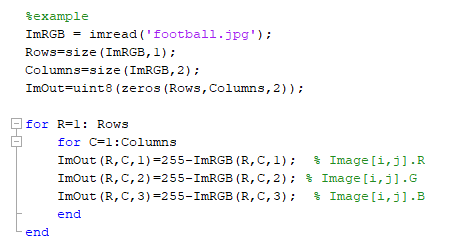 %example
ImRGB = imread('football.jpg');
Rows=size(ImRGB,1);
Columns=size(ImRGB,2);
ImOut=uint8(zeros(Rows,Columns,2));
for R=1: Rows
for C=1:Columns
ImOut(R,C,1)=255-ImRGB(R,C,1);  % Image[i,j].R
ImOut(R,C,2)=255-ImRGB(R,C,2); % Image[i,j].G
ImOut(R,C,3)=255-ImRGB(R,C,3);  % Image[i,j].B
end
end